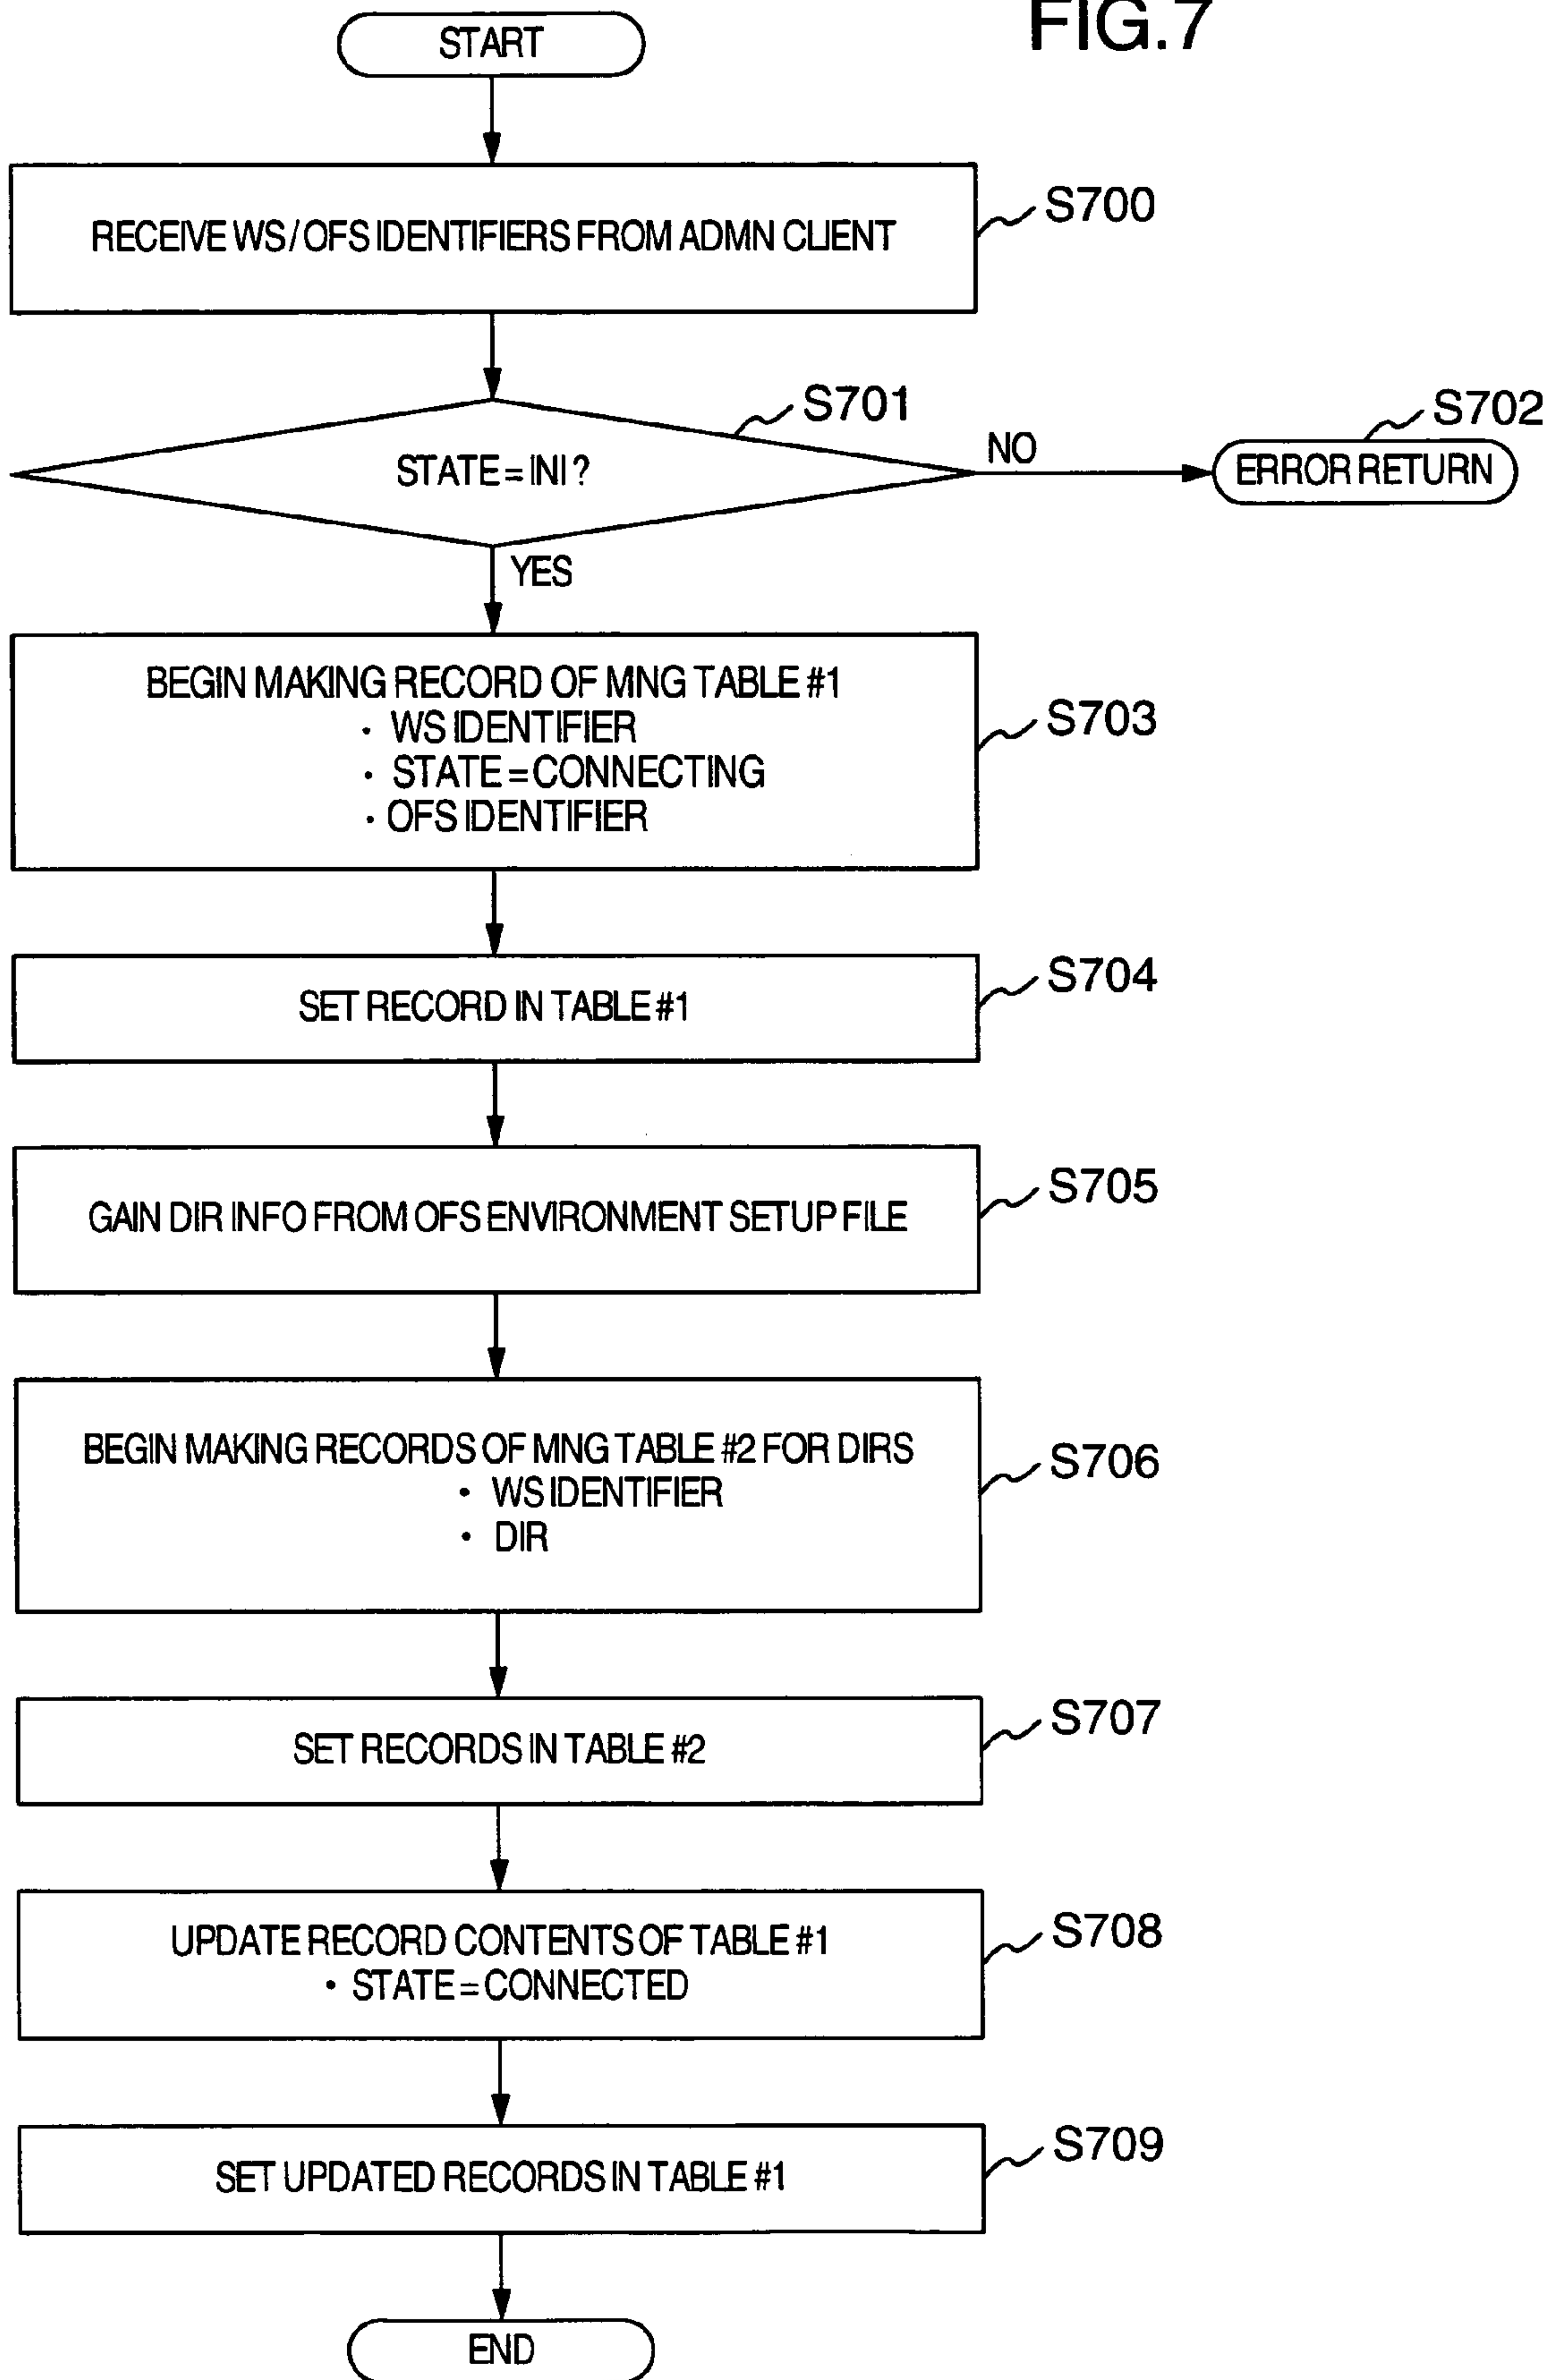 FIG.7
START
RECEIVE WS/OFS IDENTIFIERS FROM ADMN CLIENT
S700
STATE=INI?
S701
NO
ERROR RETURN
S702
YES
BEGIN MAKING RECORD OF MNG TABLE #1
· WS IDENTIFIER
· STATE=CONNECTING
· OFS IDENTIFIER
S703
SET RECORD IN TABLE #1
S704
GAIN DIR INFO FROM OFS ENVIRONMENT SETUP FILE
S705
BEGIN MAKING RECORDS OF MNG TABLE #2 FOR DIRS
· WS IDENTIFIER
· DIR
S706
SET RECORDS IN TABLE #2
S707
UPDATE RECORD CONTENTS OF TABLE #1
· STATE=CONNECTED
S708
SET UPDATED RECORDS IN TABLE #1
S709
END